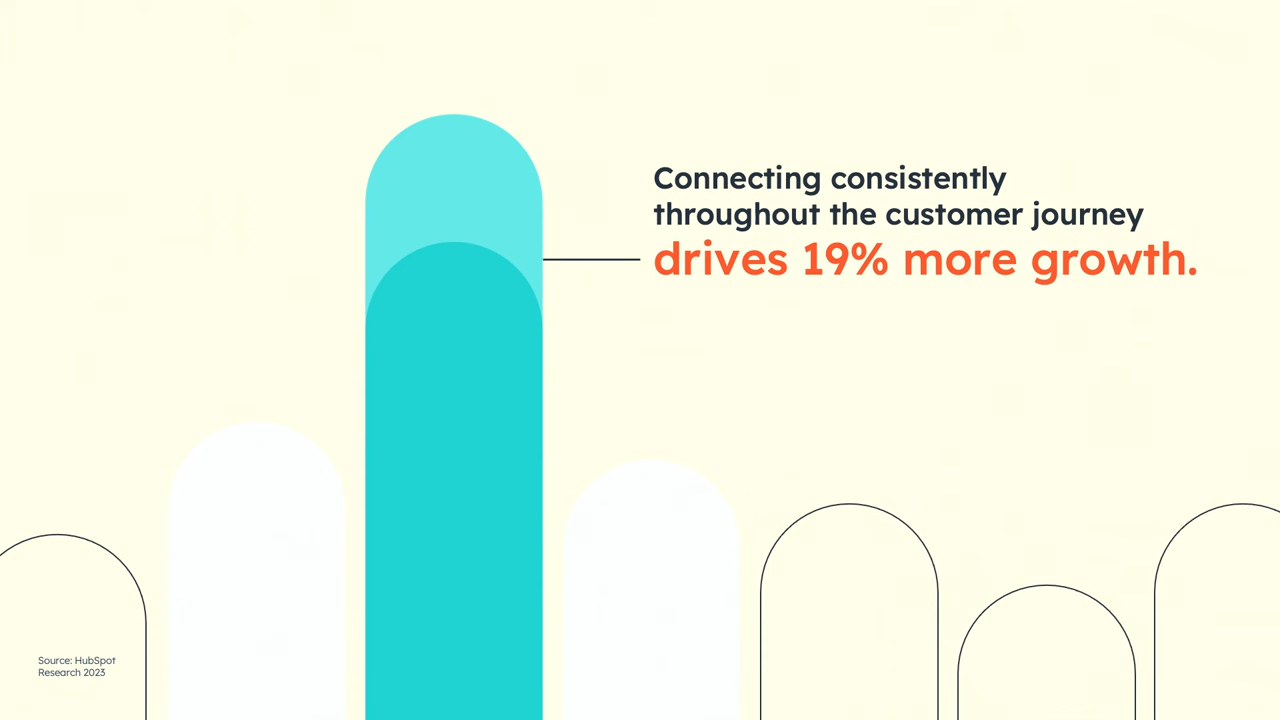 Connecting consistently
throughout the customer journey
drives 19% more growth.
Source: HubSpot
Research 2023